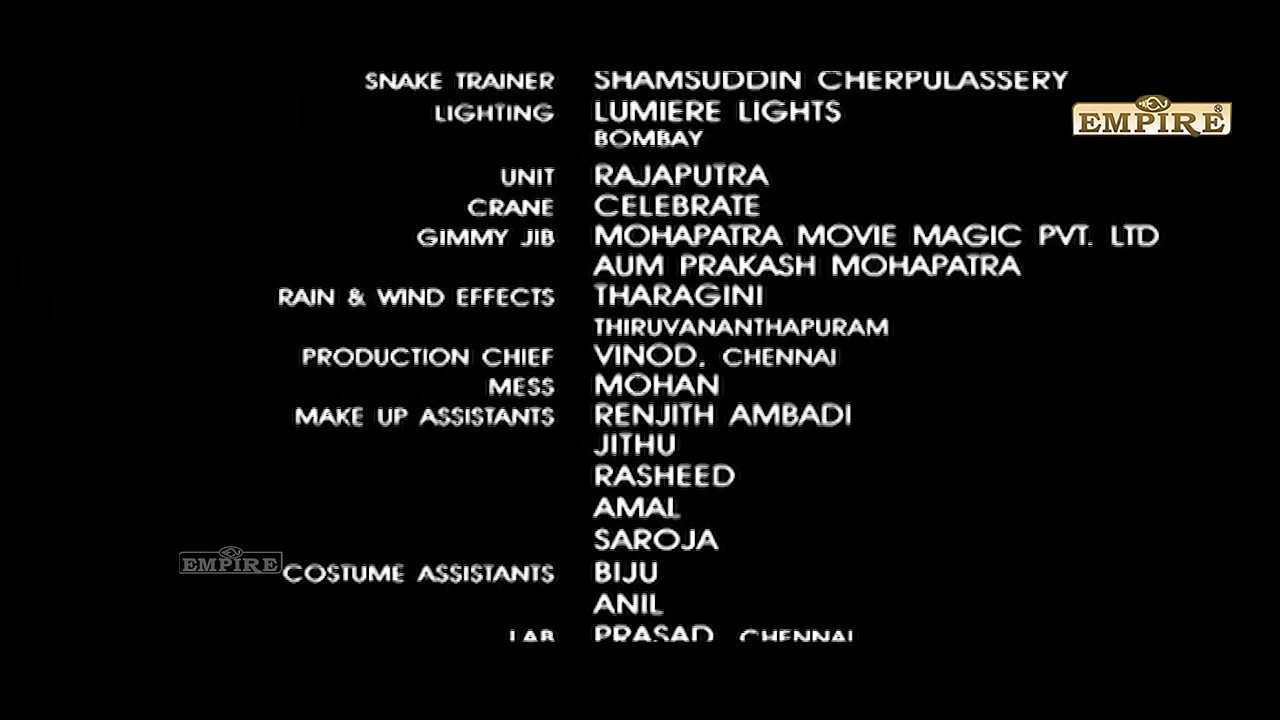 SNAKE TRAINER SHAMSUDDIN CHERPULASSERY
LIGHTING LUMIERE LIGHTS
BOMBAY
EMPIRE
UNIT RAJAPUTRA
CRANE CELEBRATE
GIMMY JIB MOHAPATRA MOVIE MAGIC PVT. LTD
AUM PRAKASH MOHAPATRA
RAIN & WIND EFFECTS THARAGINI
THIRUVANANTHAPURAM
PRODUCTION CHIEF VINOD, CHENNAI
MESS MOHAN
MAKE UP ASSISTANTS RENJITH AMBADI
JITHU
RASHEED
AMAL
SAROJA
EMPIRE
COSTUME ASSISTANTS BIJU
ANIL
LAB PRASAD, CHENNAI